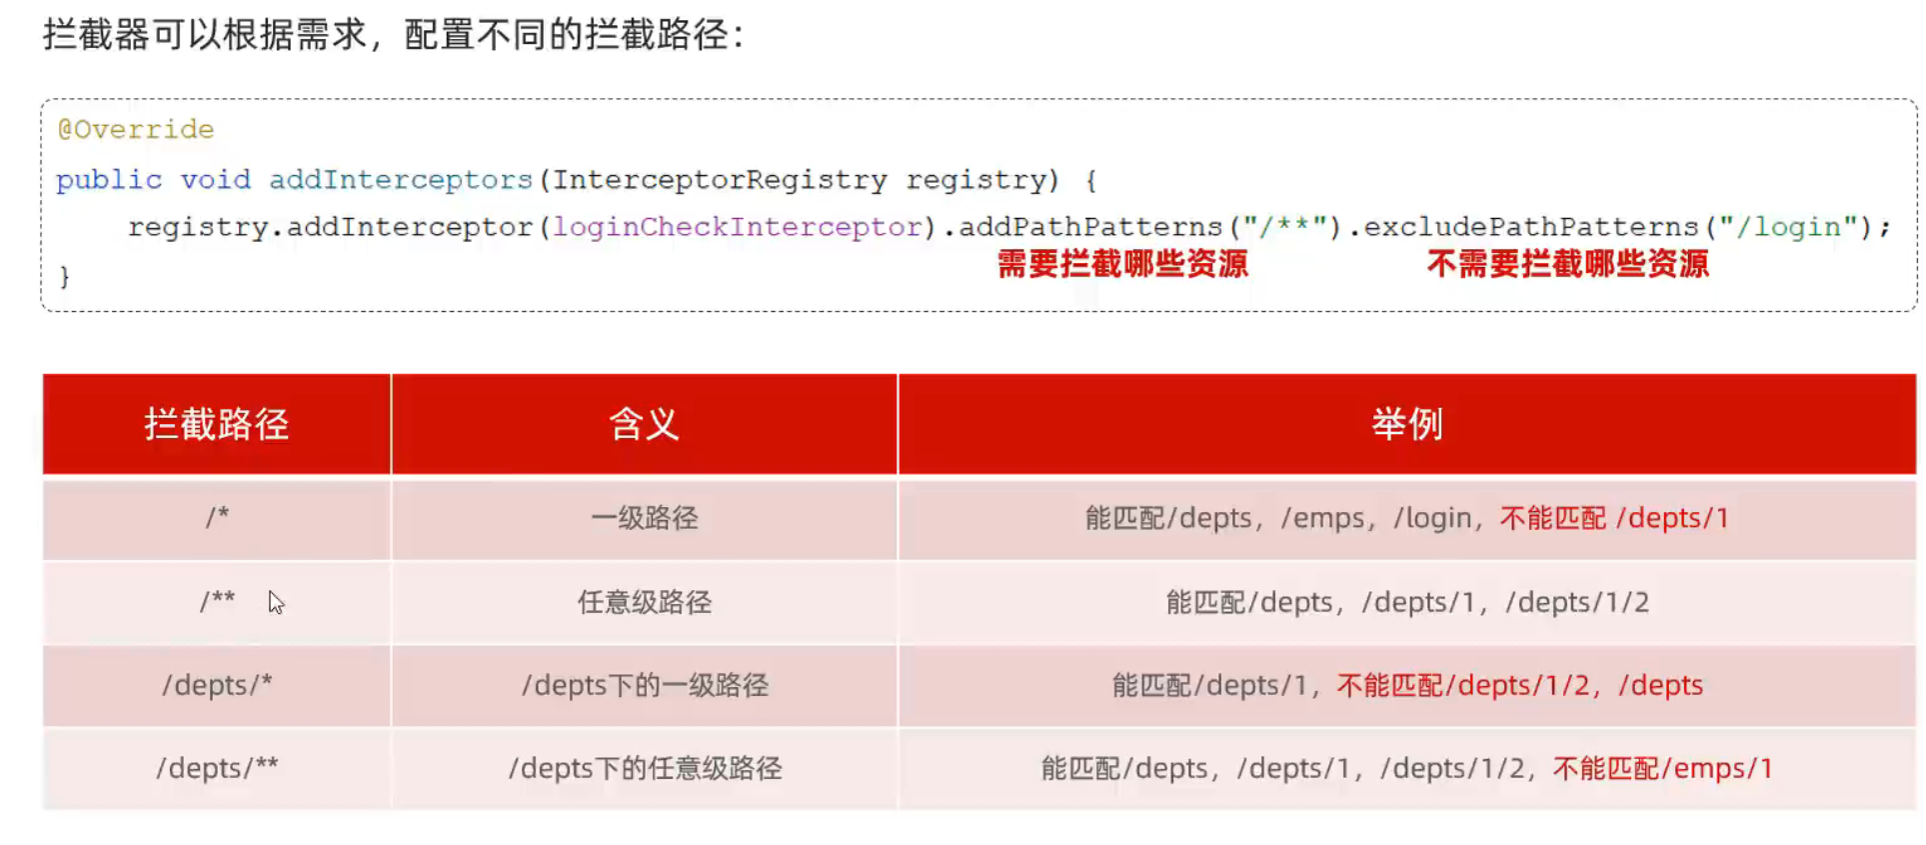 拦截器可以根据需求，配置不同的拦截路径：
@Override
public void addInterceptors(InterceptorRegistry registry) {
registry.addInterceptor(loginCheckInterceptor).addPathPatterns("/**").excludePathPatterns("/login");
需要拦截哪些资源 不需要拦截哪些资源
}
拦截路径 含义 举例
/* 一级路径 能匹配/depts，/emps，/login，不能匹配 /depts/1
/** 任意级路径 能匹配/depts，/depts/1，/depts/1/2
/depts/* /depts下的一级路径 能匹配/depts/1，不能匹配/depts/1/2，/depts
/depts/** /depts下的任意级路径 能匹配/depts，/depts/1，/depts/1/2，不能匹配/emps/1